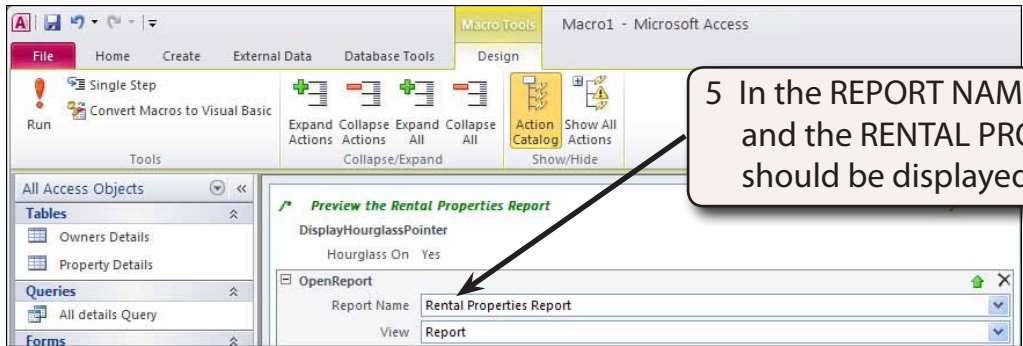 Macro Tools Macro1 - Microsoft Access
File Home Create External Data Database Tools Design
Single Step
Convert Macros to Visual Basic
Run
Expand Actions Collapse Actions Expand All Collapse All Action Catalog Show All Actions
Tools Collapse/Expand Show/Hide
5 In the REPORT NAM
and the RENTAL PRO
should be displayed
All Access Objects
Tables
Owners Details
Property Details
Queries
All details Query
Forms
/* Preview the Rental Properties Report
DisplayHourglassPointer
Hourglass On Yes
OpenReport
Report Name Rental Properties Report
View Report